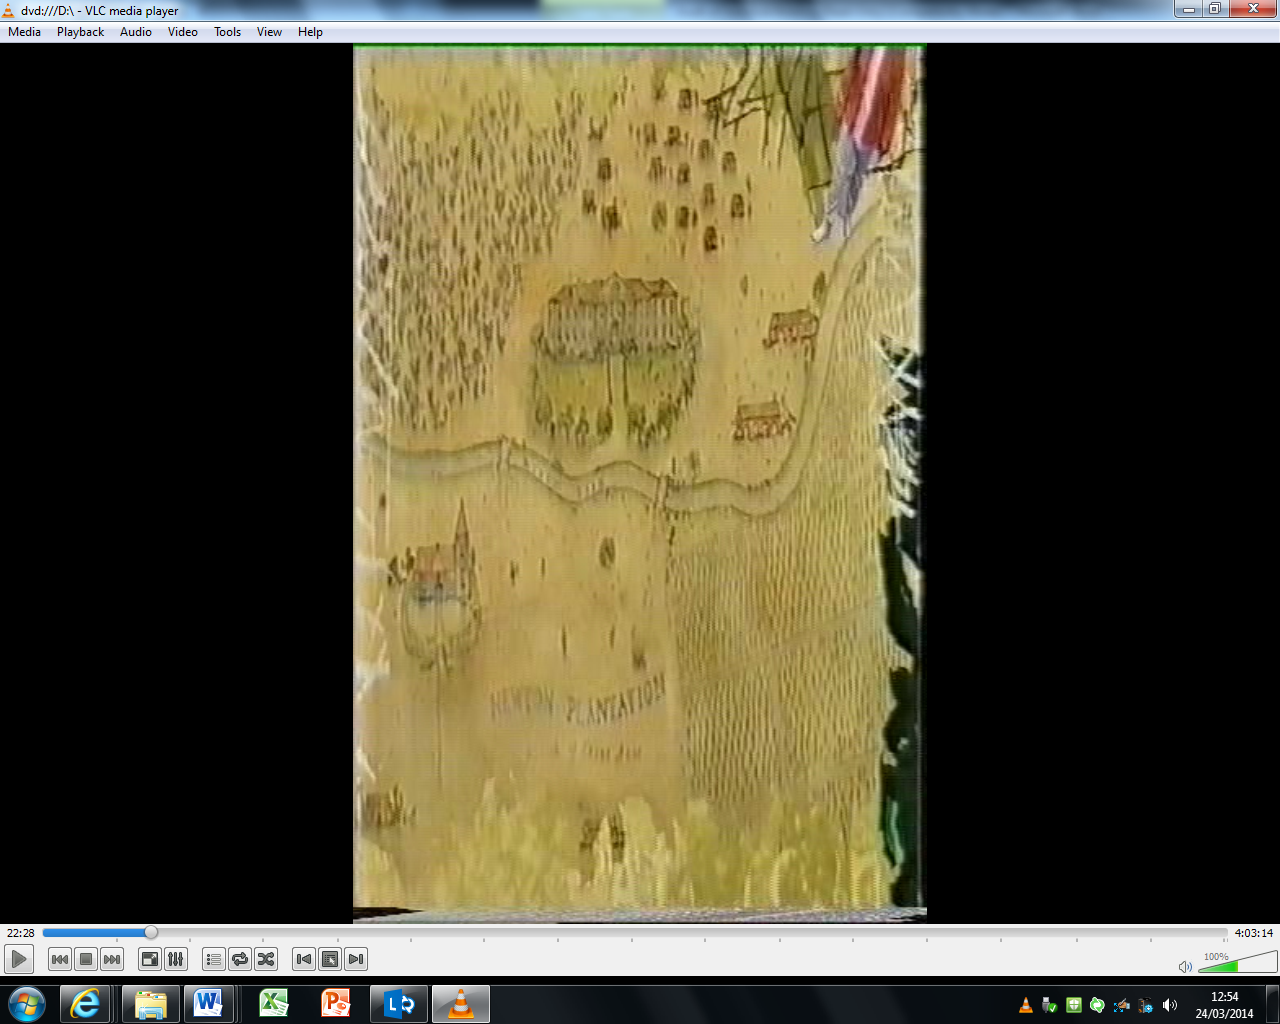 dvd:///D:\ - VLC media player
Media Playback Audio Video Tools View Help
NEWTON PLANTATION
22:28
4:03:14
100%
12:54
24/03/2014